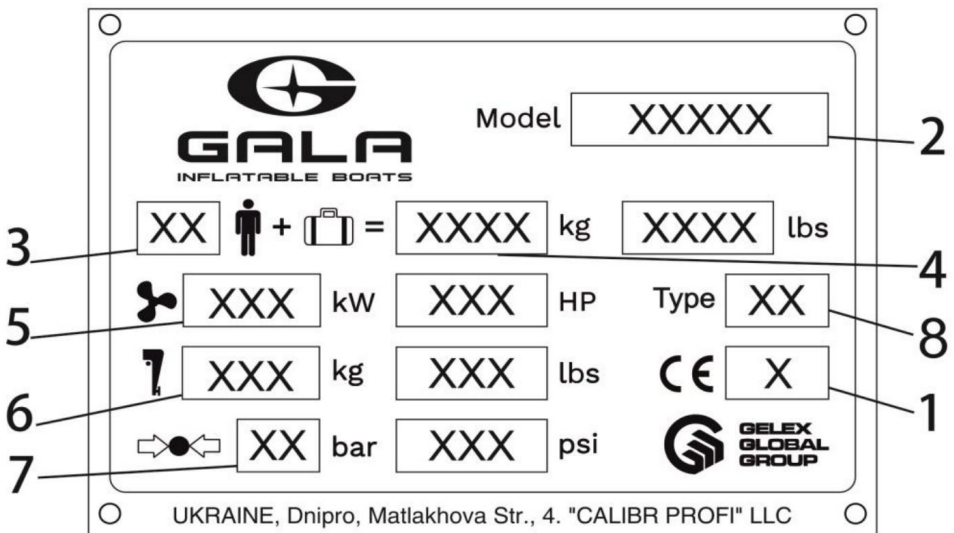 GALA
INFLATABLE BOATS
Model XXXXX
2
XX + = XXXX kg XXXX lbs
3
4
XXX kW XXX HP Type XX
5
8
XXX kg XXX lbs CE X
6
1
XX bar XXX psi
7
GELEX
GLOBAL
GROUP
UKRAINE, Dnipro, Matlakhova Str., 4. "CALIBR PROFI" LLC